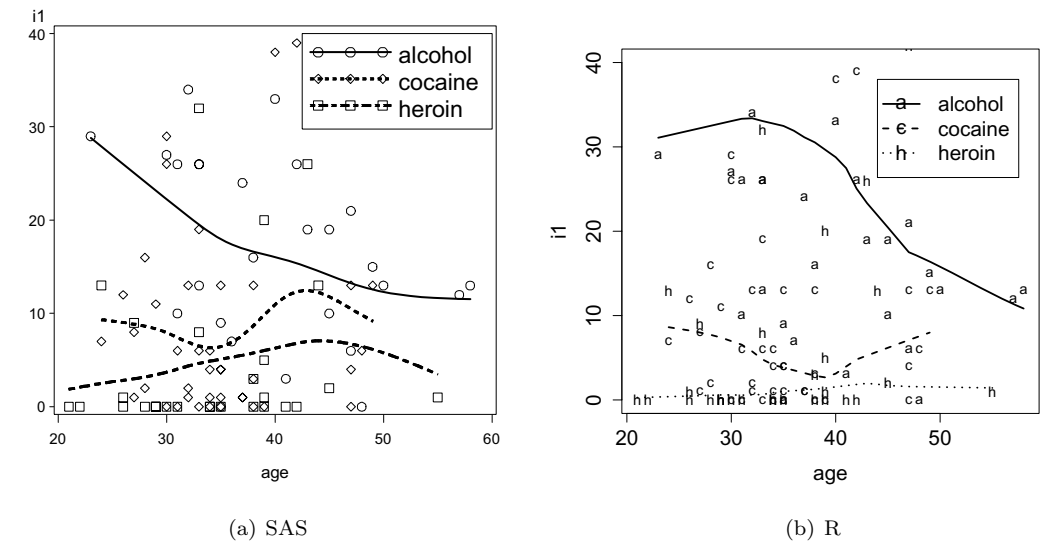 i1
40
30
20
10
0
20 30 40 50 60
age
alcohol
cocaine
heroin
(a) SAS
i1
40
30
20
10
0
20 30 40 50
age
a alcohol
c cocaine
h heroin
(b) R